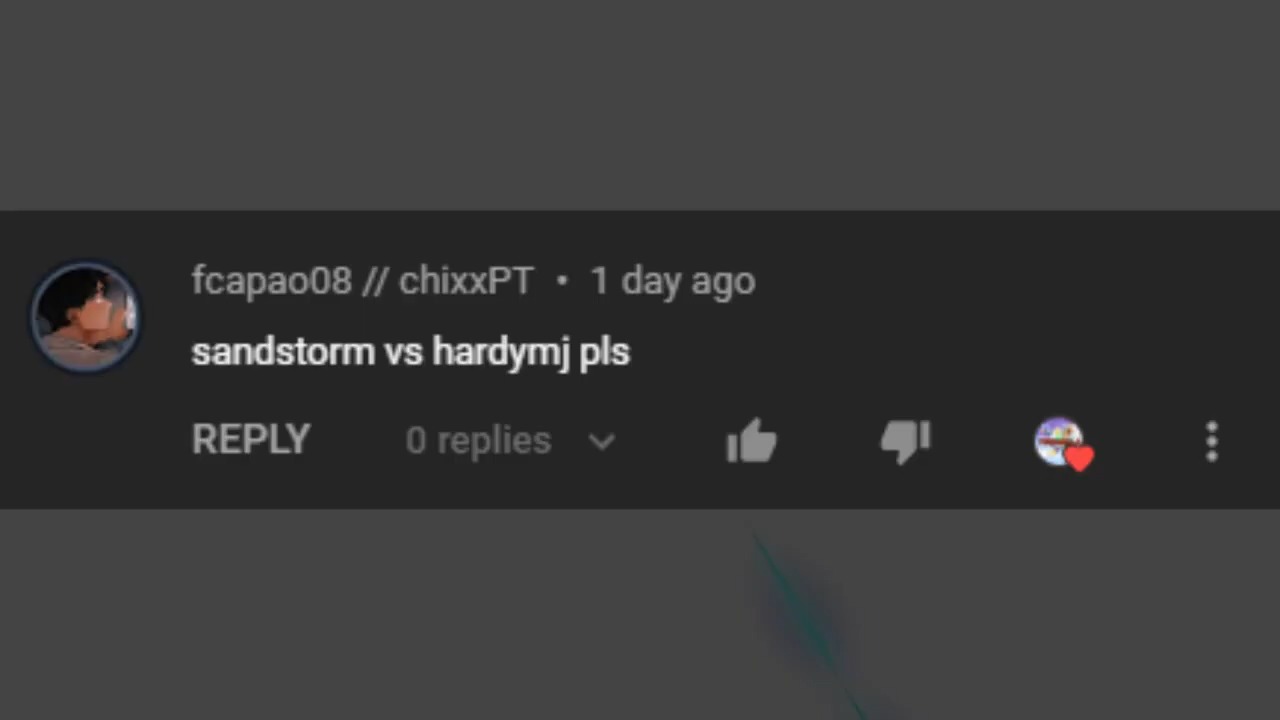 fcapao08 // chixxPT • 1 day ago
sandstorm vs hardymj pls
REPLY 0 replies